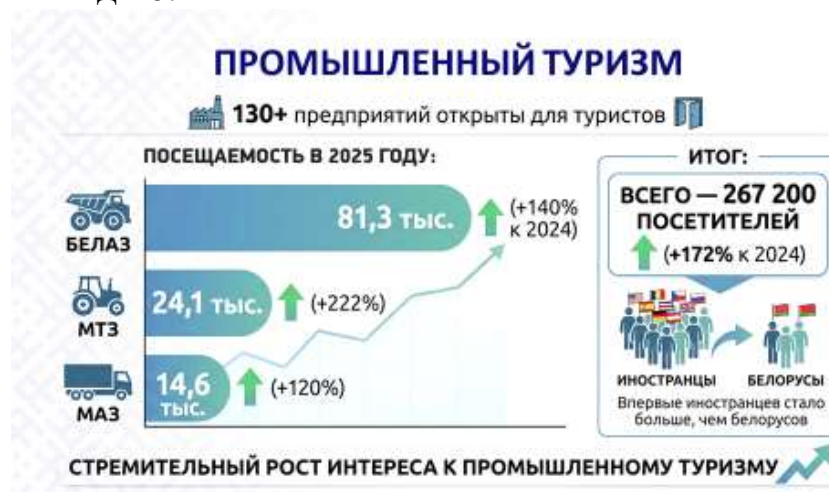 ПРОМЫШЛЕННЫЙ ТУРИЗМ
130+ предприятий открыты для туристов
ПОСЕЩАЕМОСТЬ В 2025 ГОДУ:
БЕЛАЗ
81,3 тыс.
(+140%
к 2024)
МТЗ
24,1 тыс.
(+222%)
МАЗ
14,6
тыс.
(+120%)
ИТОГ:
ВСЕГО — 267 200
ПОСЕТИТЕЛЕЙ
(+172% к 2024)
ИНОСТРАНЦЫ
БЕЛОРУСЫ
Впервые иностранцев стало
больше, чем белорусов
СТРЕМИТЕЛЬНЫЙ РОСТ ИНТЕРЕСА К ПРОМЫШЛЕННОМУ ТУРИЗМУ